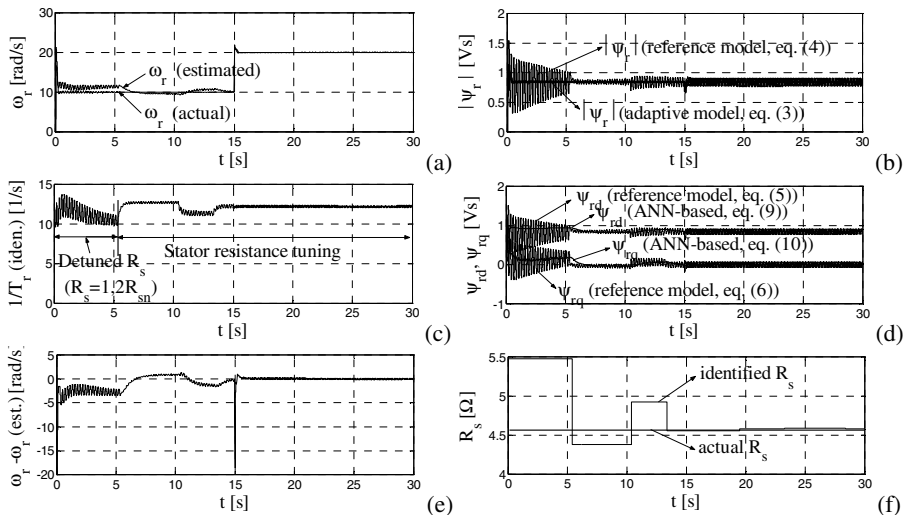 30
20
10
0
ω_r [rad/s]
ω_r (estimated)
ω_r (actual)
0 5 10 15 20 25 30
t [s]
(a)
2
1.5
1
0.5
0
|ψ_r| [Vs]
|ψ_r| (reference model, eq. (4))
|ψ_r| (adaptive model, eq. (3))
0 5 10 15 20 25 30
t [s]
(b)
15
10
5
0
1/T_r (iden.) [1/s]
Detuned R_s
(R_s=1.2R_sn)
Stator resistance tuning
0 5 10 15 20 25 30
t [s]
(c)
2
1
0
-1
ψ_rd, ψ_rq [Vs]
ψ_rd (reference model, eq. (5))
ψ_rd (ANN-based, eq. (9))
ψ_rq (ANN-based, eq. (10))
ψ_rq (reference model, eq. (6))
0 5 10 15 20 25 30
t [s]
(d)
5
0
-5
-10
-15
-20
ω_r-ω_r (est.) [rad/s]
0 5 10 15 20 25 30
t [s]
(e)
5.5
5
4.5
4
R_s [Ω]
identified R_s
actual R_s
0 5 10 15 20 25 30
t [s]
(f)